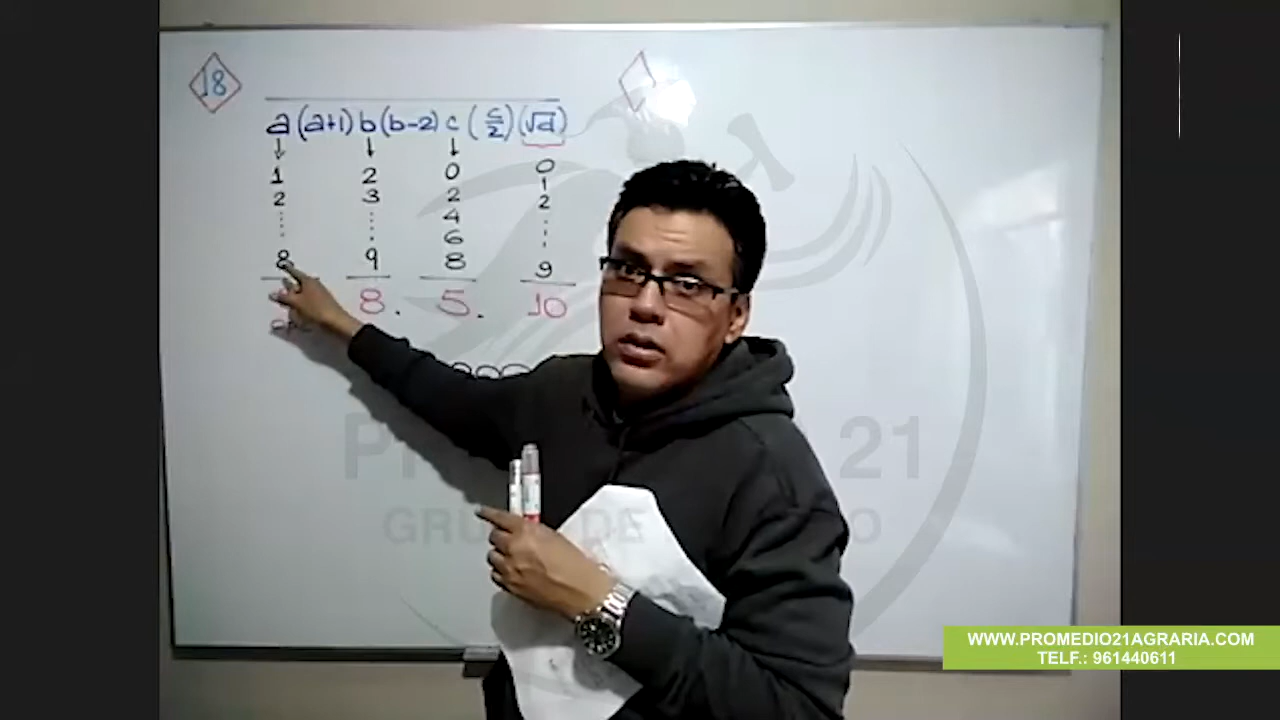 18
a(a+1)b(b-2)c(c/2)(√d)
1 2 0 0
2 3 2 1
⋮ ⋮ 4 2
⋮ ⋮ 6 ⋮
8 9 8 9
8. 5. 10
21
WWW.PROMEDIO21AGRARIA.COM
TELF.: 961440611